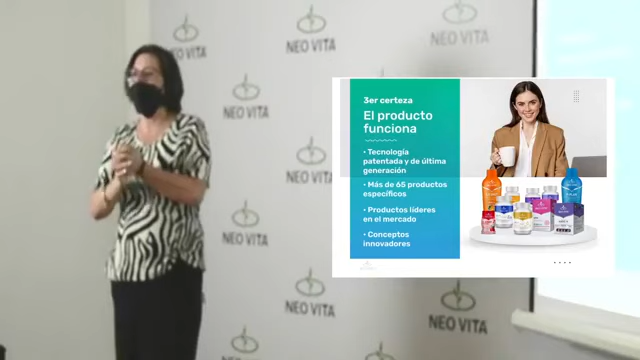 NEO VITA
NEO VITA
NEO VITA
NEO VITA
NEO VITA
NEO VITA
NEO VITA
NEO VITA
3er certeza
El producto
funciona
• Tecnología
patentada y de última
generación
• Más de 65 productos
específicos
• Productos líderes
en el mercado
• Conceptos
innovadores